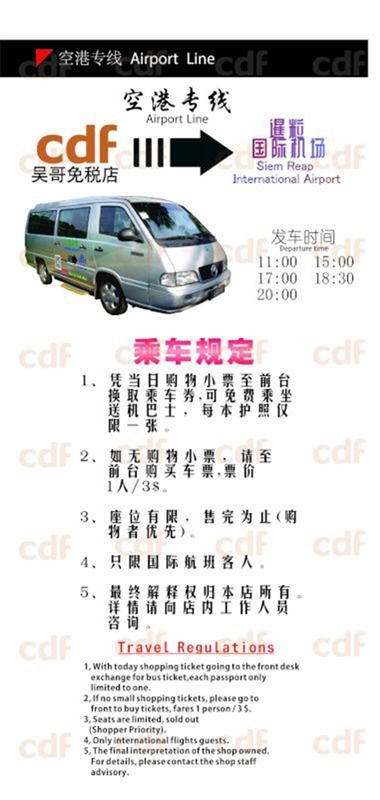 空港专线 Airport Line
空港专线
Airport Line
cdf
吴哥免税店
暹粒
国际机场
Siem Reap
International Airport
发车时间
Departure time
11:00 15:00
17:00 18:30
20:00
乘车规定
1、凭当日购物小票至前台
换取乘车券,可免费乘坐
送机巴士，每本护照仅
限一张。
2、如无购物小票，请至
前台购买车票,票价
1人/3$。
3、座位有限，售完为止(购
物者优先)。
4、只限国际航班客人。
5、最终解释权归本店所有。
详情请向店内工作人员
咨询。
Travel Regulations
1, With today shopping ticket going to the front desk
exchange for bus ticket,each passport only
limited to one.
2, If no small shopping tickets, please go to
front to buy tickets, fares 1 person / 3 $.
3, Seats are limited, sold out
(Shopper Priority).
4, Only international flights guests.
5, The final interpretation of the shop owned.
For details, please contact the shop staff
advisory.